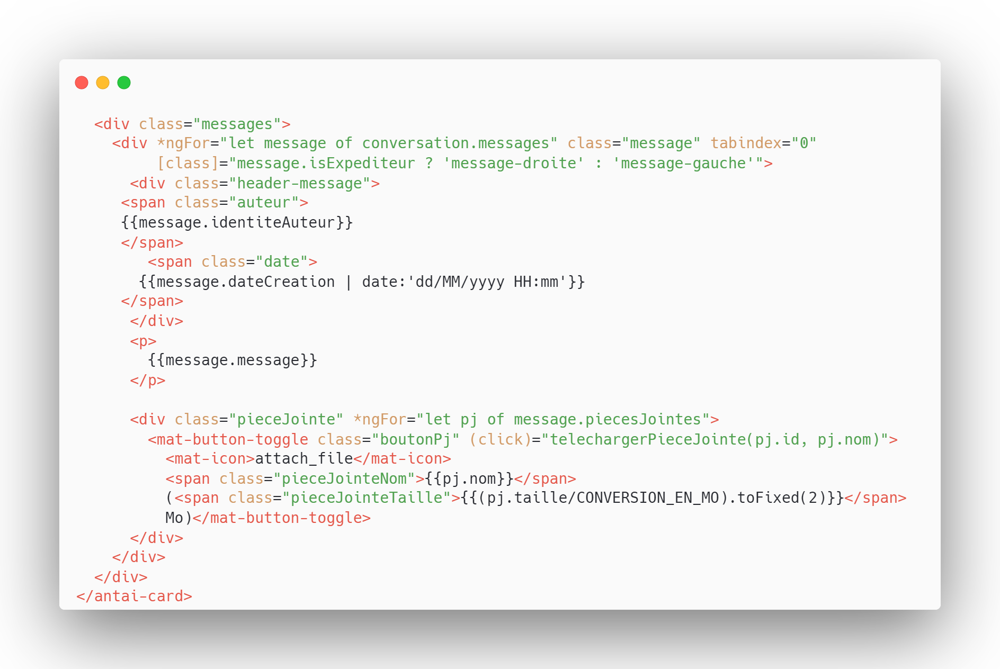 <div class="messages">
<div *ngFor="let message of conversation.messages" class="message" tabindex="0"
[class]="message.isExpediteur ? 'message-droite' : 'message-gauche'">
<div class="header-message">
<span class="auteur">
{{message.identiteAuteur}}
</span>
<span class="date">
{{message.dateCreation | date:'dd/MM/yyyy HH:mm'}}
</span>
</div>
<p>
{{message.message}}
</p>
<div class="pieceJointe" *ngFor="let pj of message.piecesJointes">
<mat-button-toggle class="boutonPj" (click)="telechargerPieceJointe(pj.id, pj.nom)">
<mat-icon>attach_file</mat-icon>
<span class="pieceJointeNom">{{pj.nom}}</span>
(<span class="pieceJointeTaille">{{(pj.taille/CONVERSION_EN_MO).toFixed(2)}}</span>
Mo)</mat-button-toggle>
</div>
</div>
</div>
</antai-card>